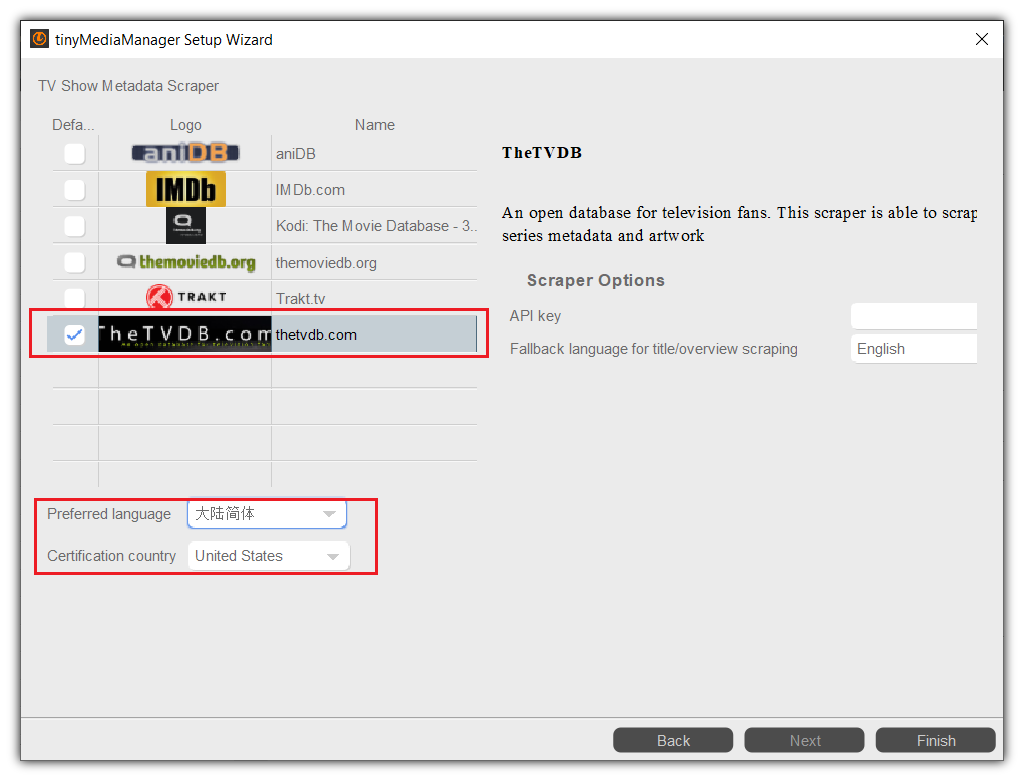 tinyMediaManager Setup Wizard
TV Show Metadata Scraper
Defa... Logo Name
aniDB aniDB
IMDb IMDb.com
Kodi: The Movie Database - 3..
themoviedb.org themoviedb.org
TRAKT Trakt.tv
TheTVDB.com thetvdb.com
TheTVDB
An open database for television fans. This scraper is able to scrap
series metadata and artwork
Scraper Options
API key
Fallback language for title/overview scraping English
Preferred language 大陆简体
Certification country United States
Back Next Finish